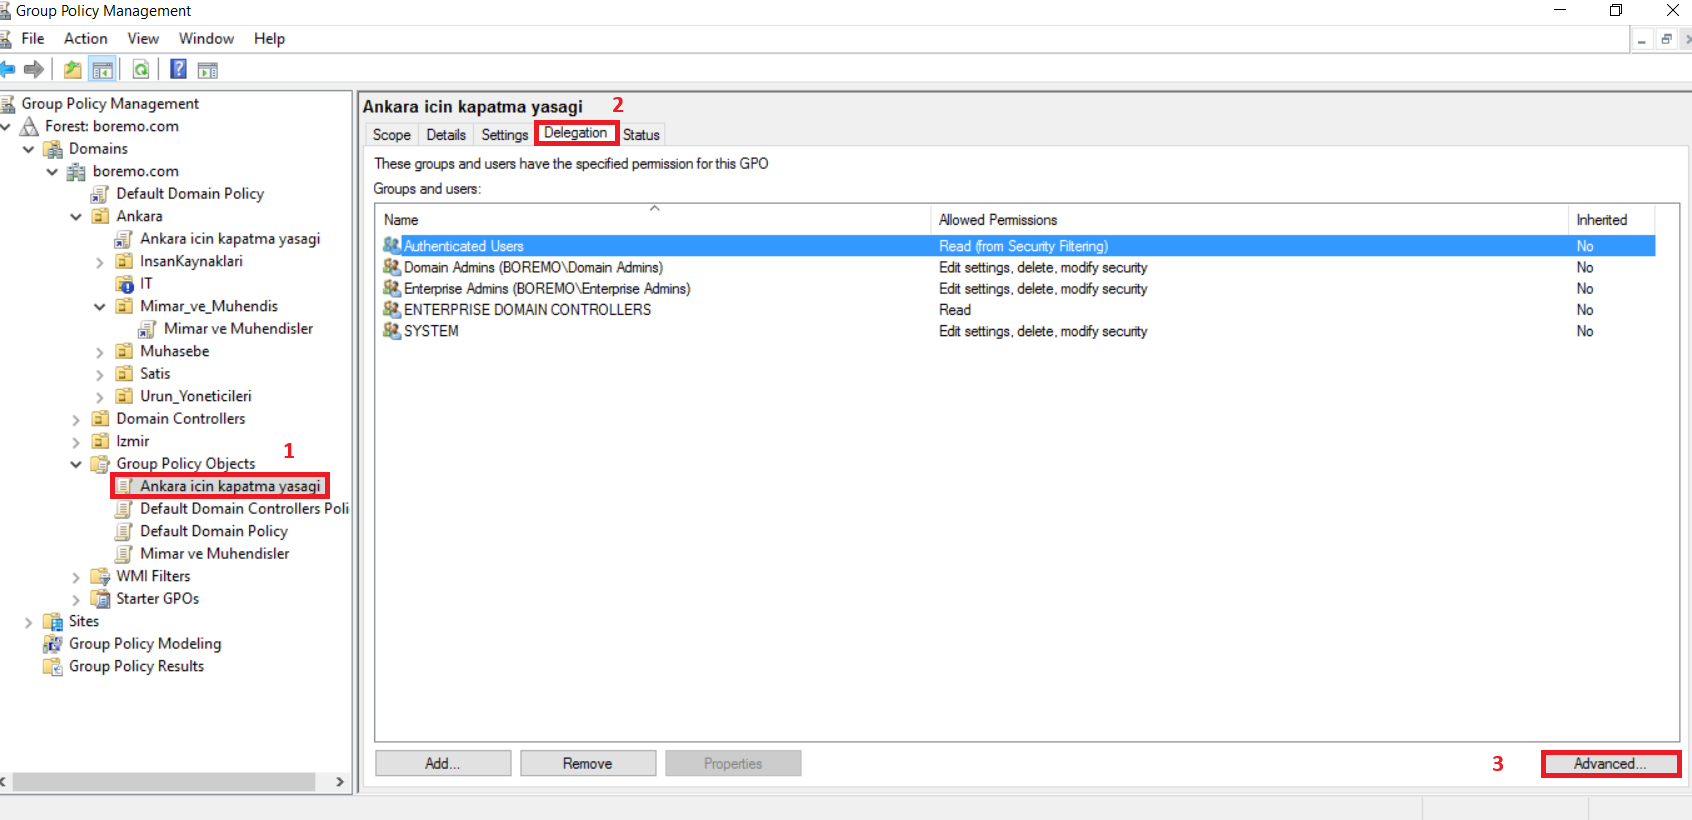 Group Policy Management
File Action View Window Help
Group Policy Management
Forest: boremo.com
Domains
boremo.com
Default Domain Policy
Ankara
Ankara icin kapatma yasagi
InsanKaynaklari
IT
Mimar_ve_Muhendis
Mimar ve Muhendisler
Muhasebe
Satis
Urun_Yoneticileri
Domain Controllers
Izmir
1
Group Policy Objects
Ankara icin kapatma yasagi
Default Domain Controllers Poli
Default Domain Policy
Mimar ve Muhendisler
WMI Filters
Starter GPOs
Sites
Group Policy Modeling
Group Policy Results
Ankara icin kapatma yasagi 2
Scope Details Settings Delegation Status
These groups and users have the specified permission for this GPO
Groups and users:
Name Allowed Permissions Inherited
Authenticated Users Read (from Security Filtering) No
Domain Admins (BOREMO\Domain Admins) Edit settings, delete, modify security No
Enterprise Admins (BOREMO\Enterprise Admins) Edit settings, delete, modify security No
ENTERPRISE DOMAIN CONTROLLERS Read No
SYSTEM Edit settings, delete, modify security No
Add... Remove Properties 3 Advanced...